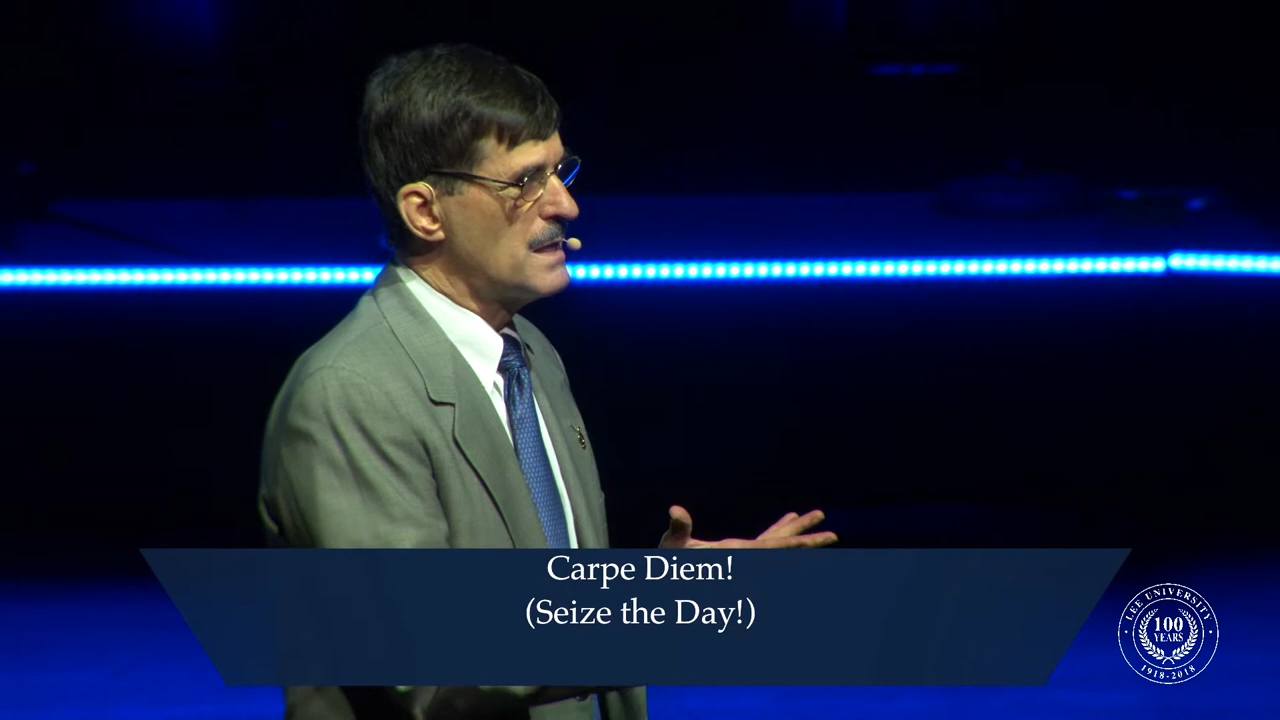 Carpe Diem!
(Seize the Day!)
LEE UNIVERSITY
100
YEARS
1918-2018